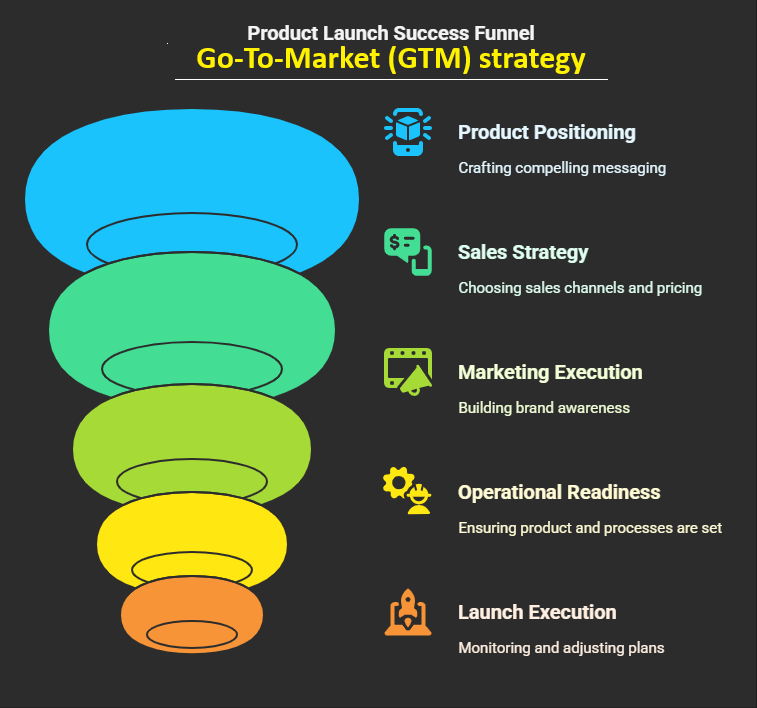 Product Launch Success Funnel
Go-To-Market (GTM) strategy
Product Positioning
Crafting compelling messaging
$
Sales Strategy
Choosing sales channels and pricing
Marketing Execution
Building brand awareness
Operational Readiness
Ensuring product and processes are set
Launch Execution
Monitoring and adjusting plans